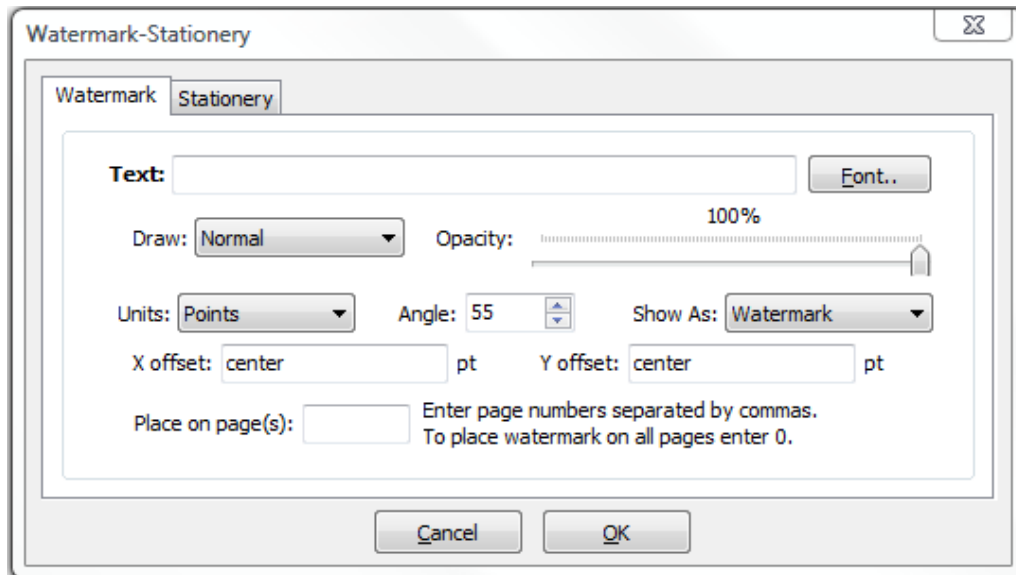 Watermark-Stationery
Watermark Stationery
Text: Font..
100%
Draw: Normal Opacity:
Units: Points Angle: 55 Show As: Watermark
X offset: center pt Y offset: center pt
Place on page(s): Enter page numbers separated by commas.
To place watermark on all pages enter 0.
Cancel OK